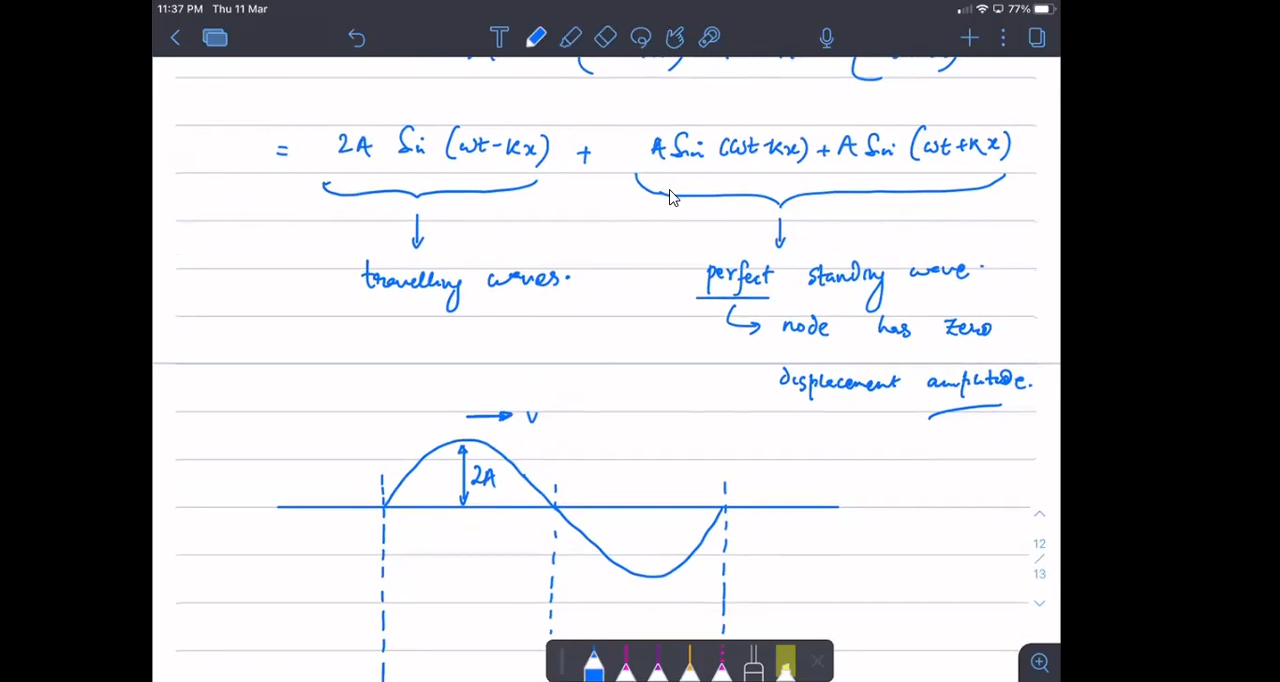 11:37 PM Thu 11 Mar 77%
T
= 2A Sin (ωt-kx) + A Sin (ωt-kx) + A Sin (ωt+kx)
travelling waves. perfect standing wave.
node has zero
displacement amplitude.
v
2A
12
13